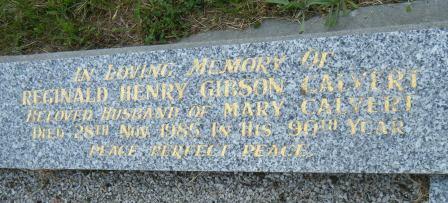 IN LOVING MEMORY OF
REGINALD HENRY GIBSON CALVERT
BELOVED HUSBAND OF MARY CALVERT
DIED 28TH NOV. 1986 IN HIS 90TH YEAR
PEACE, PERFECT PEACE.